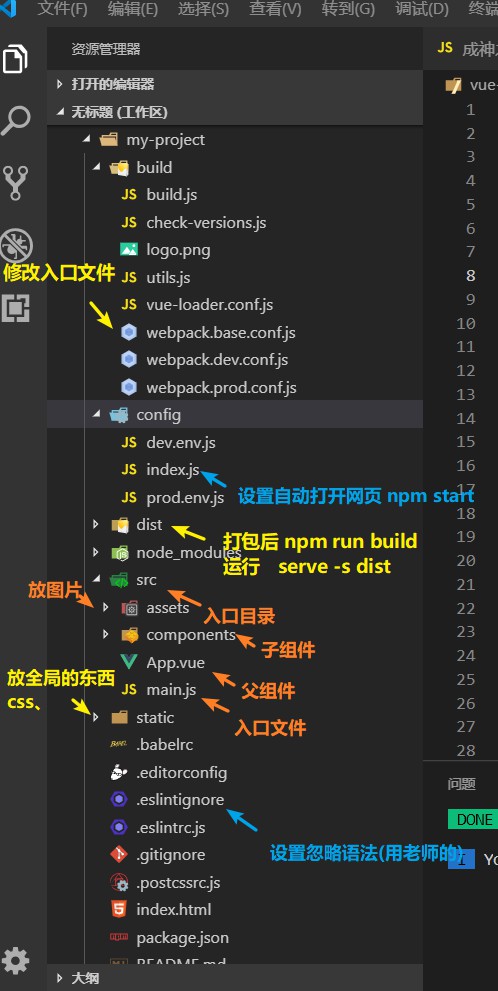 文件(F) 编辑(E) 选择(S) 查看(V) 转到(G) 调试(D) 终端
资源管理器
JS 成神
打开的编辑器
vue-
无标题 (工作区)
1
my-project
2
build
3
JS build.js
4
JS check-versions.js
5
logo.png
6
修改入口文件
JS utils.js
7
JS vue-loader.conf.js
8
webpack.base.conf.js
9
webpack.dev.conf.js
10
webpack.prod.conf.js
11
12
config
13
JS dev.env.js
14
JS index.js
15
设置自动打开网页 npm start
16
JS prod.env.js
17
dist
18
打包后 npm run build
运行 serve -s dist
19
node_modules
20
src
21
放图片
assets
22
入口目录
components
23
子组件
App.vue
24
父组件
放全局的东西
css、
JS main.js
25
入口文件
static
26
BABEL .babelrc
27
.editorconfig
28
.eslintignore
问题
.eslintrc.js
DONE
设置忽略语法(用老师的)
I Yo
.gitignore
.postcssrc.js
index.html
package.json
README.md
大纲